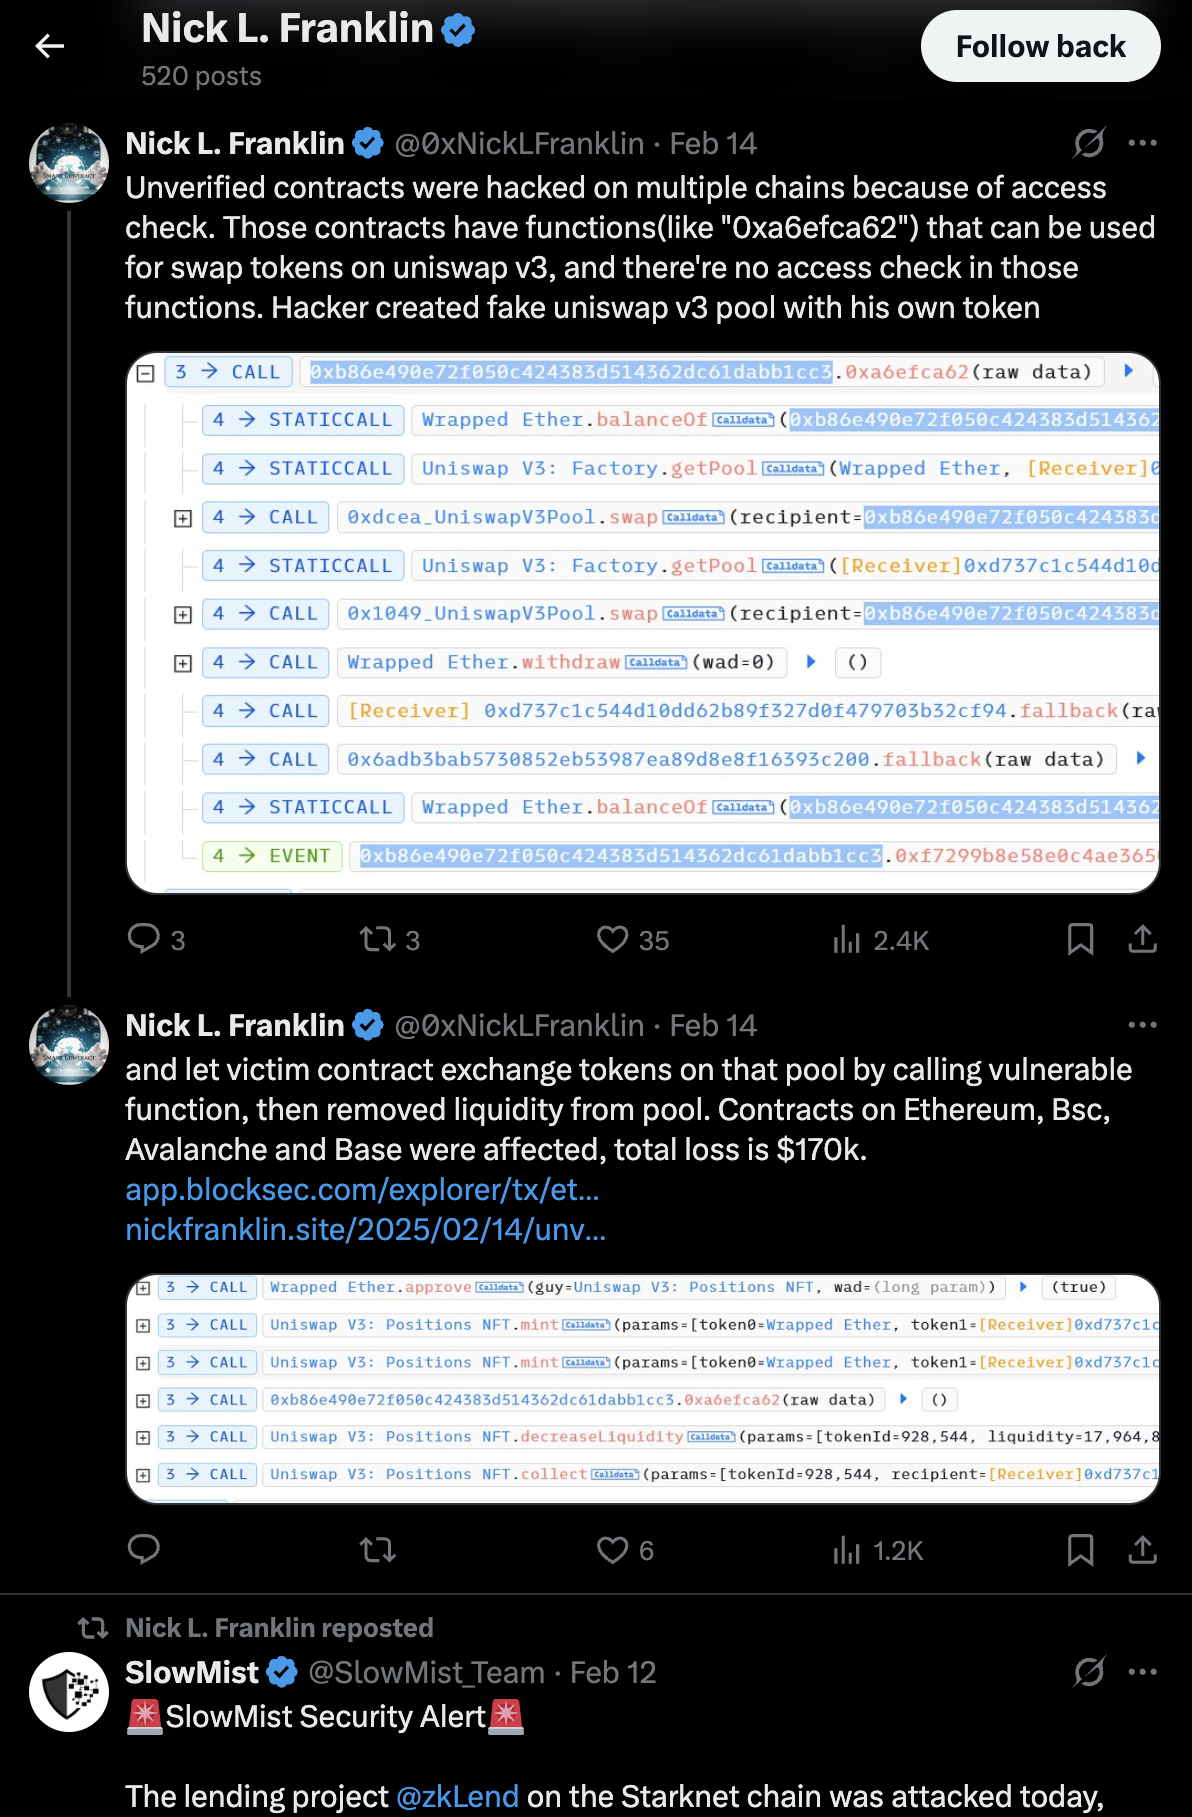 Nick L. Franklin
520 posts
Follow back
Nick L. Franklin @0xNickLFranklin · Feb 14
Unverified contracts were hacked on multiple chains because of access
check. Those contracts have functions(like "0xa6efca62") that can be used
for swap tokens on uniswap v3, and there're no access check in those
functions. Hacker created fake uniswap v3 pool with his own token
3 → CALL 0xb86e490e72f050c424383d514362dc61dabb1cc3.0xa6efca62(raw data)
4 → STATICCALL Wrapped Ether.balanceOf Calldata (0xb86e490e72f050c424383d514362
4 → STATICCALL Uniswap V3: Factory.getPool Calldata (Wrapped Ether, [Receiver]0
4 → CALL 0xdcea_UniswapV3Pool.swap Calldata (recipient=0xb86e490e72f050c424383d
4 → STATICCALL Uniswap V3: Factory.getPool Calldata ([Receiver]0xd737c1c544d10d
4 → CALL 0x1049_UniswapV3Pool.swap Calldata (recipient=0xb86e490e72f050c424383d
4 → CALL Wrapped Ether.withdraw Calldata (wad=0) ()
4 → CALL [Receiver] 0xd737c1c544d10dd62b89f327d0f479703b32cf94.fallback(raw
4 → CALL 0x6adb3bab5730852eb53987ea89d8e8f16393c200.fallback(raw data)
4 → STATICCALL Wrapped Ether.balanceOf Calldata (0xb86e490e72f050c424383d514362
4 → EVENT 0xb86e490e72f050c424383d514362dc61dabb1cc3.0xf7299b8e58e0c4ae365
3 3 35 2.4K
Nick L. Franklin @0xNickLFranklin · Feb 14
and let victim contract exchange tokens on that pool by calling vulnerable
function, then removed liquidity from pool. Contracts on Ethereum, Bsc,
Avalanche and Base were affected, total loss is $170k.
app.blocksec.com/explorer/tx/et...
nickfranklin.site/2025/02/14/unv...
3 → CALL Wrapped Ether.approve Calldata (guy=Uniswap V3: Positions NFT, wad=(long param)) (true)
3 → CALL Uniswap V3: Positions NFT.mint Calldata (params=[token0=Wrapped Ether, token1=[Receiver]0xd737c1c
3 → CALL Uniswap V3: Positions NFT.mint Calldata (params=[token0=Wrapped Ether, token1=[Receiver]0xd737c1c
3 → CALL 0xb86e490e72f050c424383d514362dc61dabb1cc3.0xa6efca62(raw data) ()
3 → CALL Uniswap V3: Positions NFT.decreaseLiquidity Calldata (params=[tokenId=928,544, liquidity=17,964,8
3 → CALL Uniswap V3: Positions NFT.collect Calldata (params=[tokenId=928,544, recipient=[Receiver]0xd737c1
6 1.2K
Nick L. Franklin reposted
SlowMist @SlowMist_Team · Feb 12
🚨SlowMist Security Alert🚨
The lending project @zkLend on the Starknet chain was attacked today,